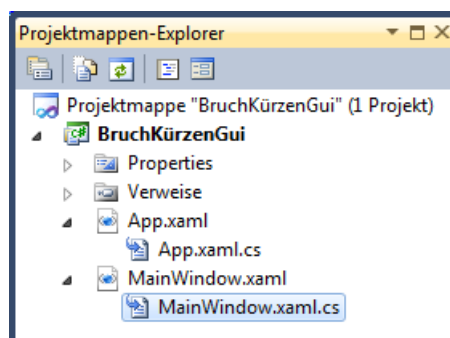 Projektmappen-Explorer
Projektmappe "BruchKürzenGui" (1 Projekt)
BruchKürzenGui
Properties
Verweise
App.xaml
App.xaml.cs
MainWindow.xaml
MainWindow.xaml.cs